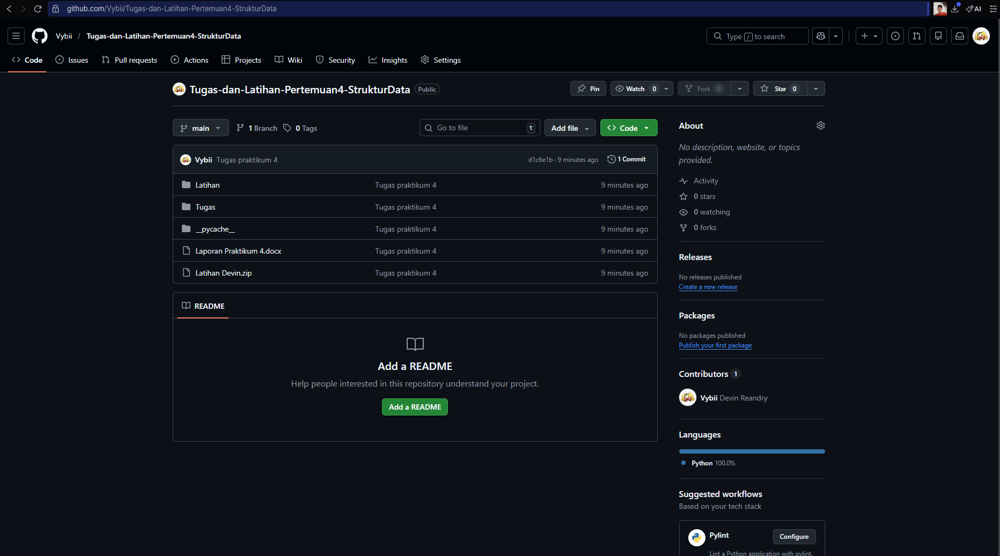 github.com/Vybii/Tugas-dan-Latihan-Pertemuan4-StrukturData
AI
Vybii / Tugas-dan-Latihan-Pertemuan4-StrukturData
Type / to search
Code Issues Pull requests Actions Projects Wiki Security Insights Settings
Tugas-dan-Latihan-Pertemuan4-StrukturData Public
Pin Watch 0 Fork 0 Star 0
main 1 Branch 0 Tags
Go to file t Add file Code
Vybii Tugas praktikum 4 d1c6e1b · 9 minutes ago 1 Commit
Latihan Tugas praktikum 4 9 minutes ago
Tugas Tugas praktikum 4 9 minutes ago
__pycache__ Tugas praktikum 4 9 minutes ago
Laporan Praktikum 4.docx Tugas praktikum 4 9 minutes ago
Latihan Devin.zip Tugas praktikum 4 9 minutes ago
README
Add a README
Help people interested in this repository understand your project.
Add a README
About
No description, website, or topics
provided.
Activity
0 stars
0 watching
0 forks
Releases
No releases published
Create a new release
Packages
No packages published
Publish your first package
Contributors 1
Vybii Devin Reandry
Languages
Python 100.0%
Suggested workflows
Based on your tech stack
Pylint Configure
Lint a Python application with pylint.